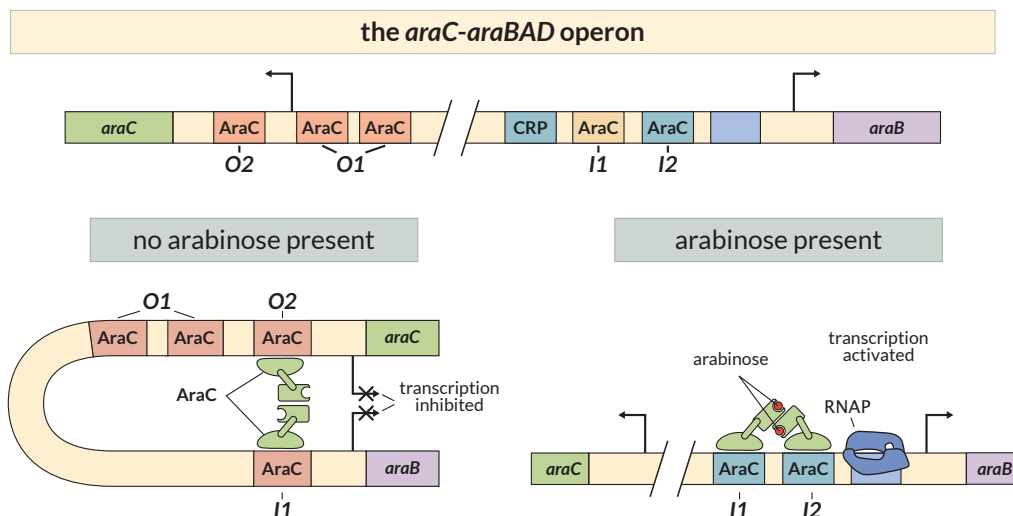 the araC-araBAD operon
araC AraC AraC AraC CRP AraC AraC araB
O2 O1 I1 I2
no arabinose present
O1 O2
AraC AraC AraC araC
AraC
transcription
inhibited
AraC araB
I1
arabinose present
transcription
activated
arabinose
RNAP
araC AraC AraC araB
I1 I2